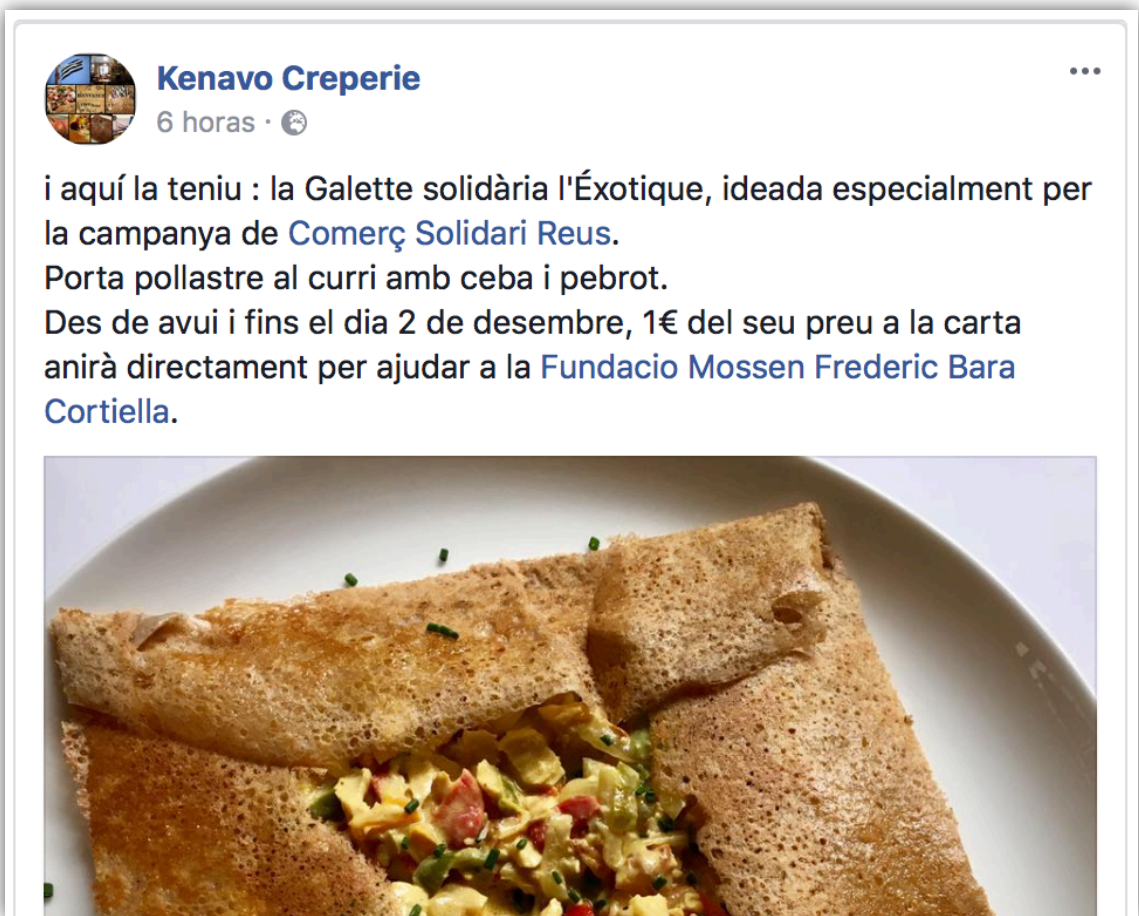 Kenavo Creperie
6 horas ·
i aquí la teniu : la Galette solidària l'Éxotique, ideada especialment per
la campanya de Comerç Solidari Reus.
Porta pollastre al curri amb ceba i pebrot.
Des de avui i fins el dia 2 de desembre, 1€ del seu preu a la carta
anirà directament per ajudar a la Fundacio Mossen Frederic Bara
Cortiella.